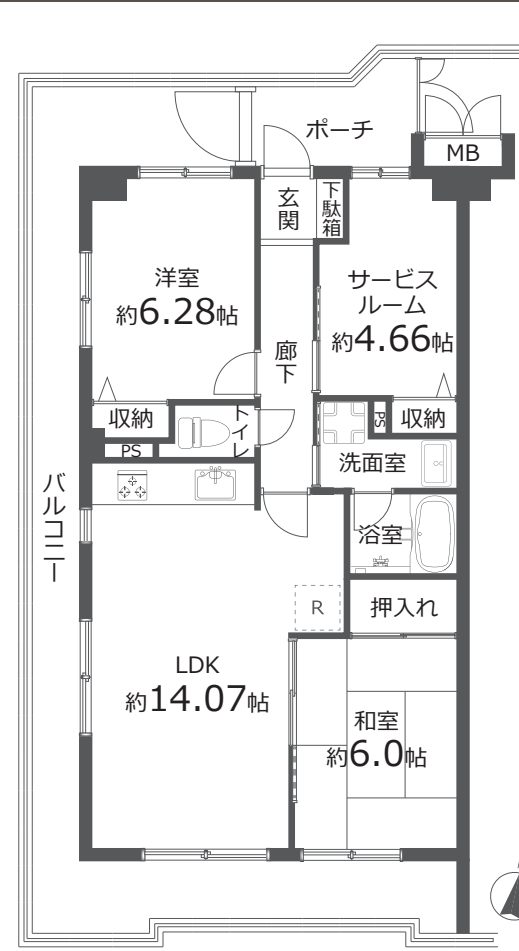 ポーチ
MB
玄関
下駄箱
洋室
約6.28帖
サービス
ルーム
約4.66帖
廊下
収納
トイレ
PS
PS
収納
洗面室
バルコニー
浴室
R
押入れ
LDK
約14.07帖
和室
約6.0帖